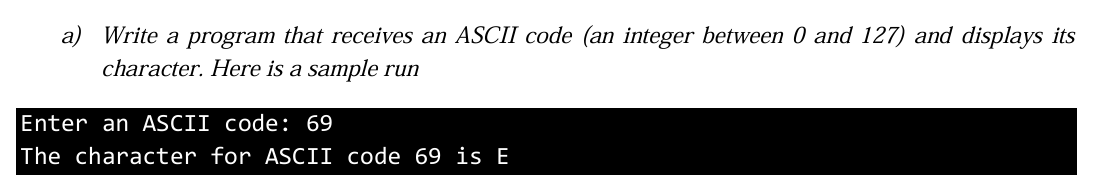 a) Write a program that receives an ASCII code (an integer between 0 and 127) and displays its
character. Here is a sample run
Enter an ASCII code: 69
The character for ASCII code 69 is E